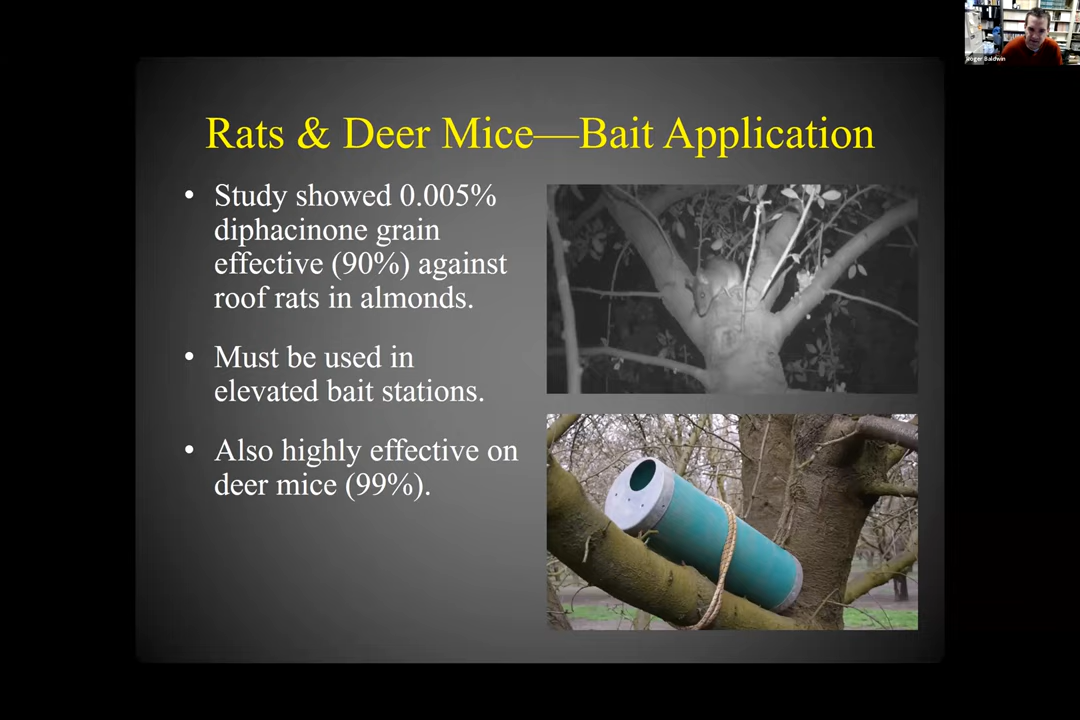 Roger Baldwin
Rats & Deer Mice—Bait Application
• Study showed 0.005%
diphacinone grain
effective (90%) against
roof rats in almonds.
• Must be used in
elevated bait stations.
• Also highly effective on
deer mice (99%).